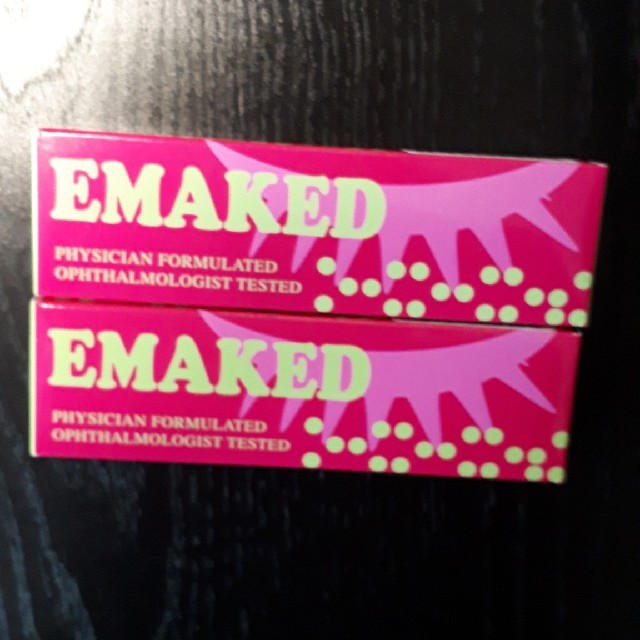 EMAKED
PHYSICIAN FORMULATED
OPHTHALMOLOGIST TESTED
EMAKED
PHYSICIAN FORMULATED
OPHTHALMOLOGIST TESTED